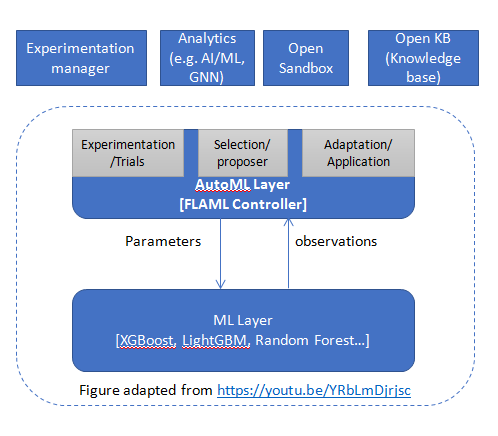 Experimentation
manager
Analytics
(e.g. AI/ML,
GNN)
Open
Sandbox
Open KB
(Knowledge
base)
Experimentation
/Trials
Selection/
proposer
Adaptation/
Application
AutoML Layer
[FLAML Controller]
Parameters
observations
ML Layer
[XGBoost, LightGBM, Random Forest…]
Figure adapted from https://youtu.be/YRbLmDjrjsc